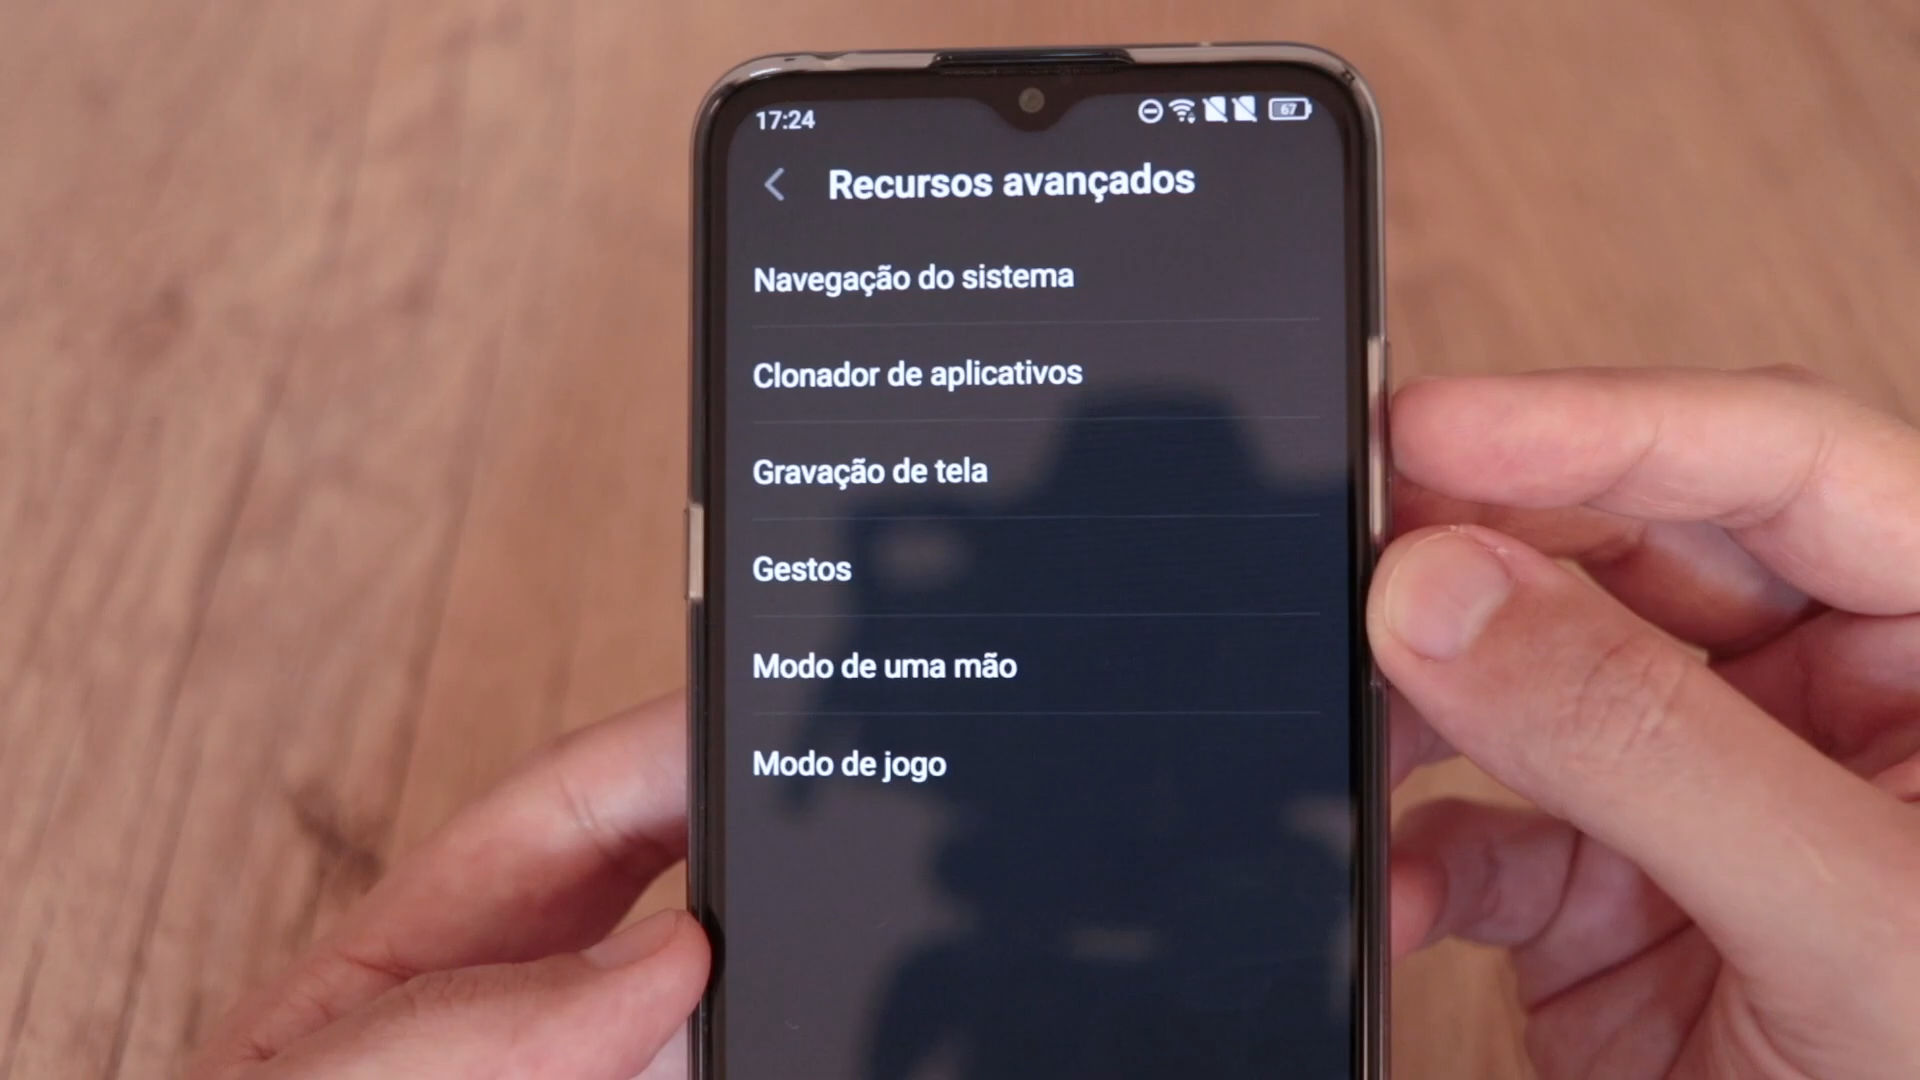 17:24
67
Recursos avançados
Navegação do sistema
Clonador de aplicativos
Gravação de tela
Gestos
Modo de uma mão
Modo de jogo